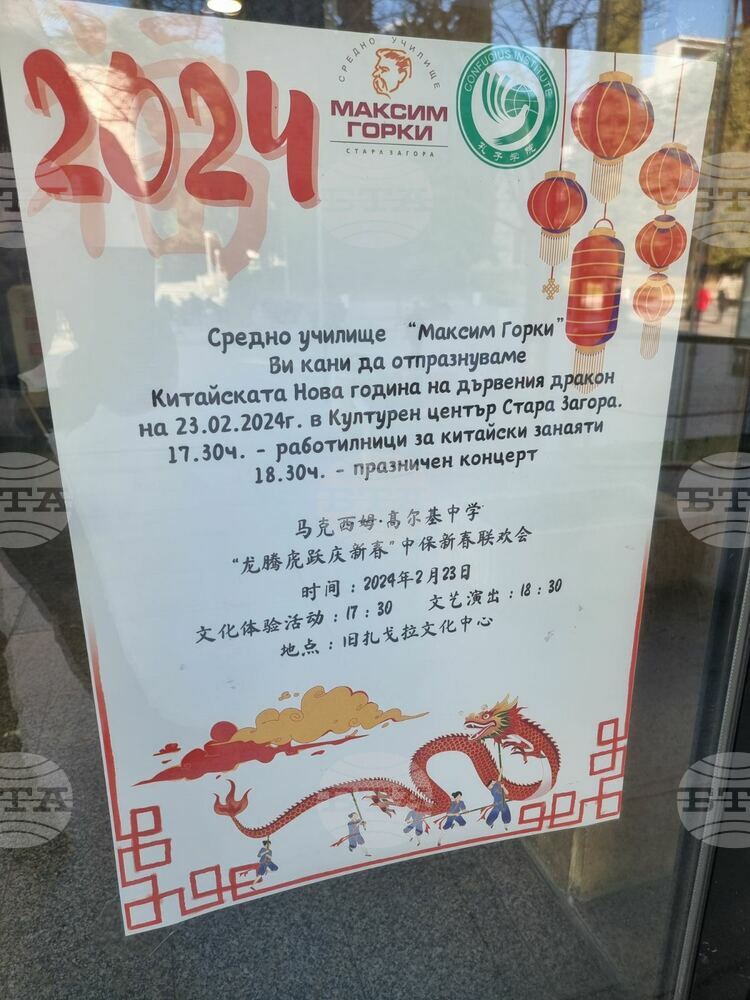 福
2024
СРЕДНО УЧИЛИЩЕ
МАКСИМ
ГОРКИ
СТАРА ЗАГОРА
CONFUCIUS INSTITUTE
孔子学院
Средно училище “Максим Горки”
Ви кани да отпразнуваме
Китайската Нова година на дървения дракон
на 23.02.2024г. в Културен център Стара Загора.
17.30ч. - работилници за китайски занаяти
18.30ч. - празничен концерт
马克西姆·高尔基中学
“龙腾虎跃庆新春”中保新春联欢会
时间：2024年2月23日
文化体验活动：17：30 文艺演出：18：30
地点：旧扎戈拉文化中心
БТА
БТА
БТА
БТА
БТА
БТА